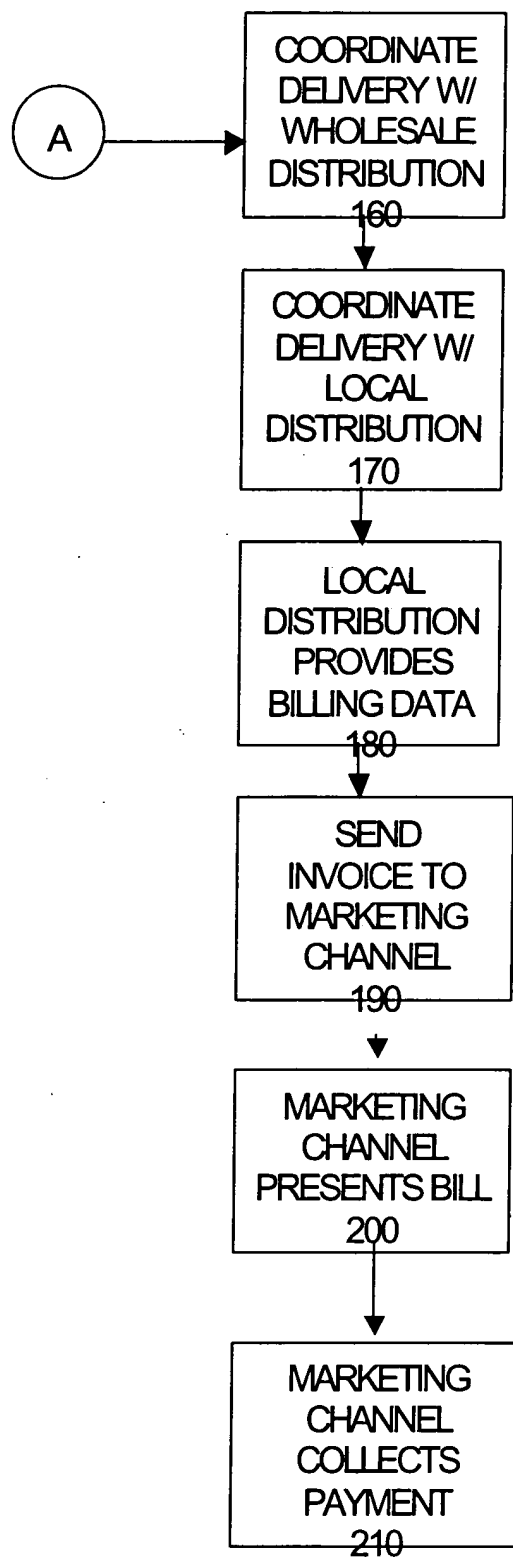 A
COORDINATE
DELIVERY W/
WHOLESALE
DISTRIBUTION
160
COORDINATE
DELIVERY W/
LOCAL
DISTRIBUTION
170
LOCAL
DISTRIBUTION
PROVIDES
BILLING DATA
180
SEND
INVOICE TO
MARKETING
CHANNEL
190
MARKETING
CHANNEL
PRESENTS BILL
200
MARKETING
CHANNEL
COLLECTS
PAYMENT
210